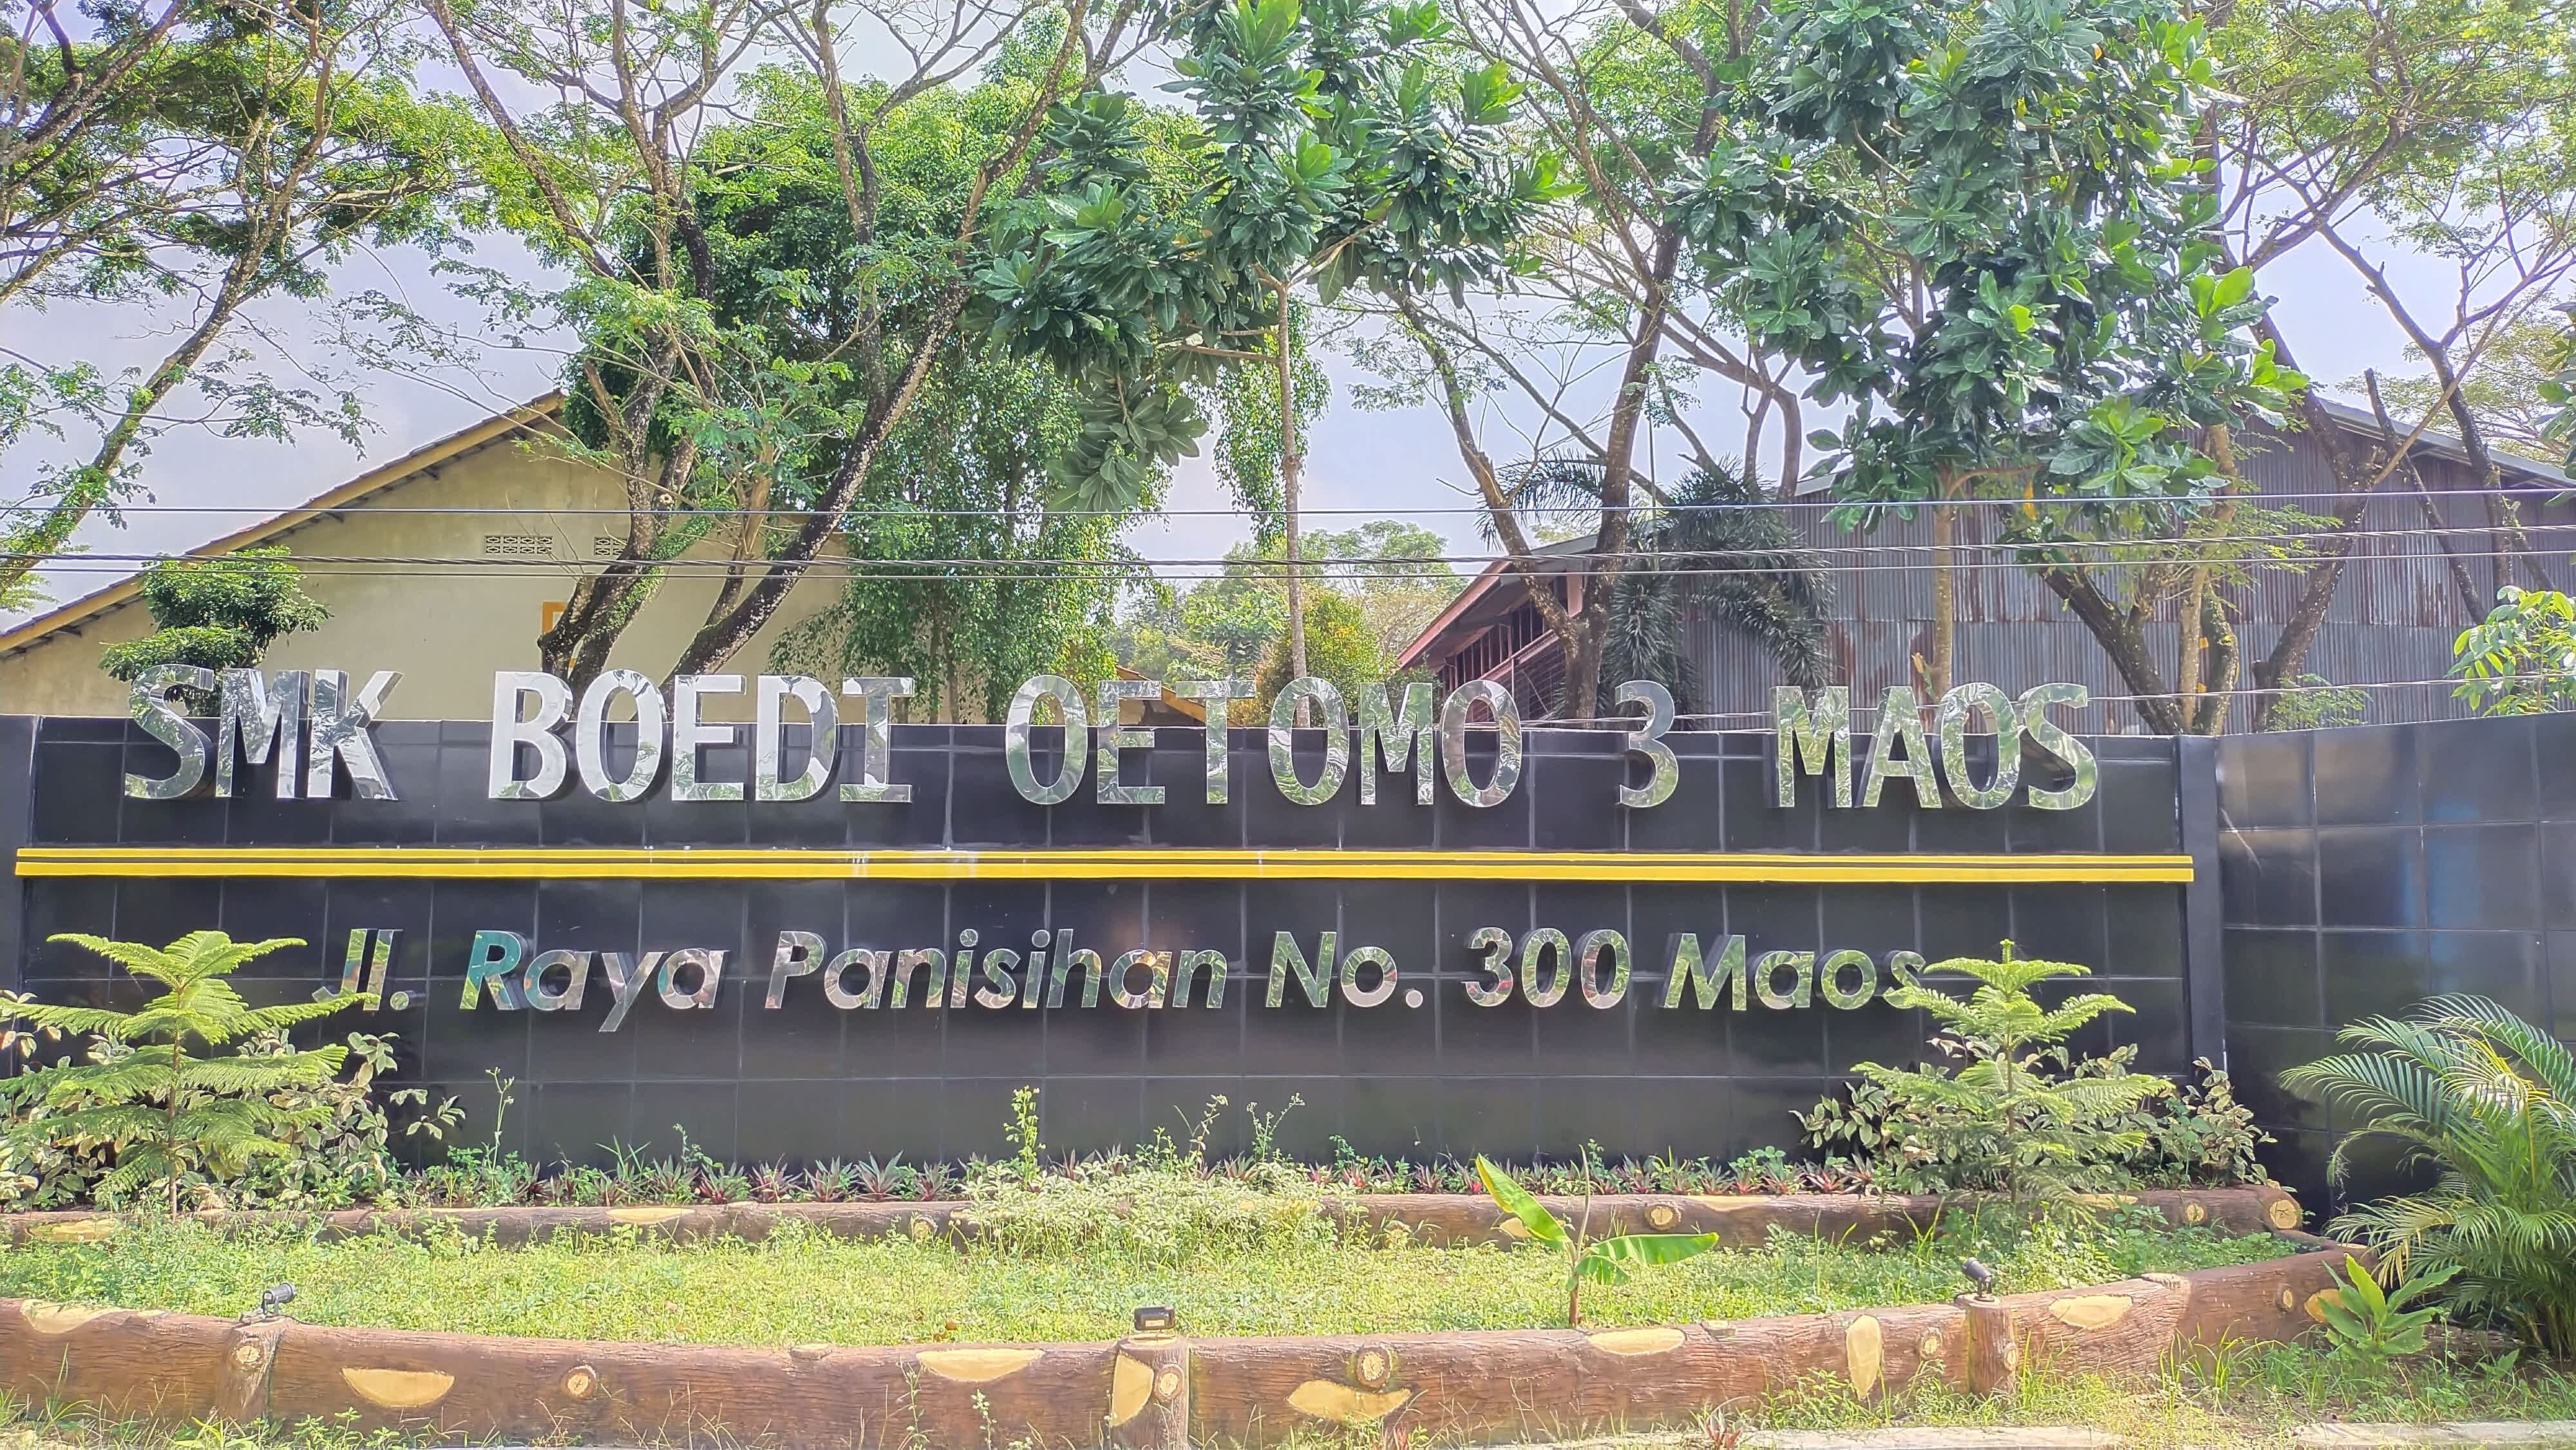 SMK BOEDI OETOMO 3 MAOS
Jl. Raya Panisihan No. 300 Maos